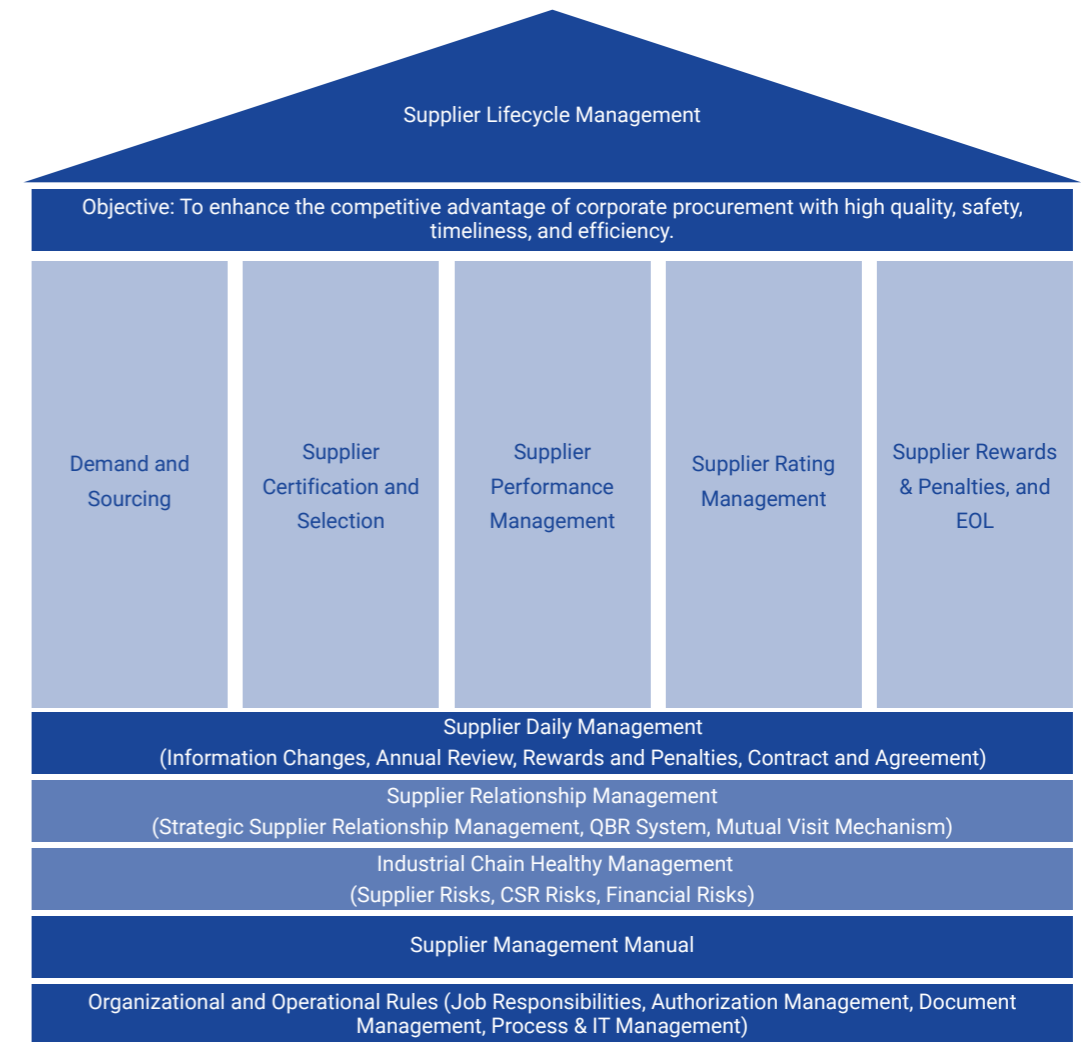 Supplier Lifecycle Management
Objective: To enhance the competitive advantage of corporate procurement with high quality, safety,
timeliness, and efficiency.
Demand and
Sourcing
Supplier
Certification and
Selection
Supplier
Performance
Management
Supplier Rating
Management
Supplier Rewards
& Penalties, and
EOL
Supplier Daily Management
(Information Changes, Annual Review, Rewards and Penalties, Contract and Agreement)
Supplier Relationship Management
(Strategic Supplier Relationship Management, QBR System, Mutual Visit Mechanism)
Industrial Chain Healthy Management
(Supplier Risks, CSR Risks, Financial Risks)
Supplier Management Manual
Organizational and Operational Rules (Job Responsibilities, Authorization Management, Document
Management, Process & IT Management)